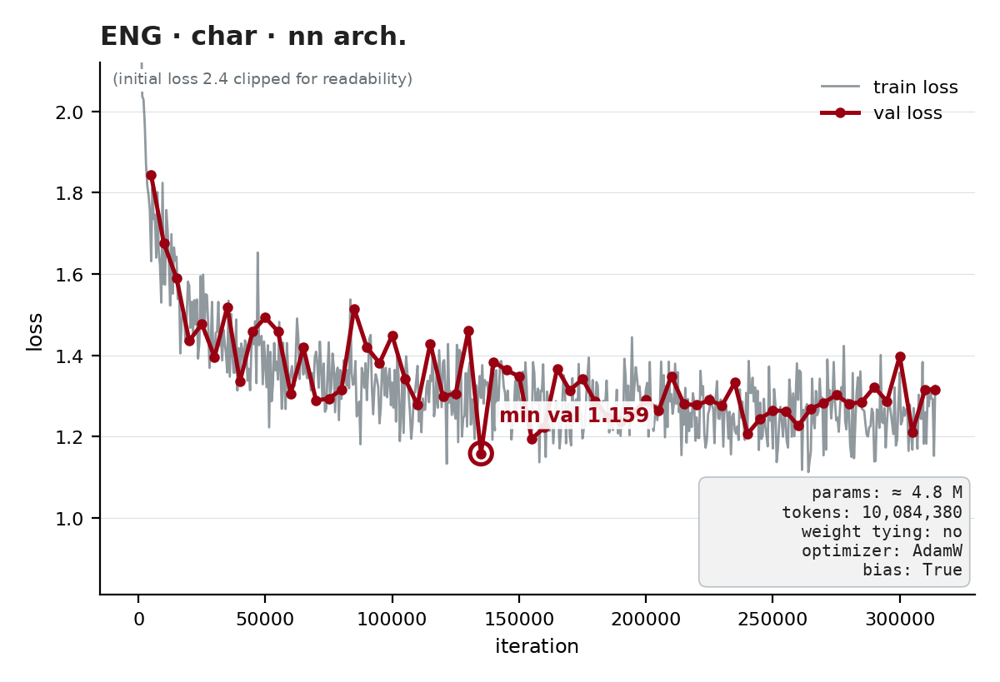 ENG · char · nn arch.
(initial loss 2.4 clipped for readability)
train loss
val loss
2.0
1.8
1.6
1.4
1.2
1.0
loss
min val 1.159
params: ≈ 4.8 M
tokens: 10,084,380
weight tying: no
optimizer: AdamW
bias: True
0
50000
100000
150000
200000
250000
300000
iteration